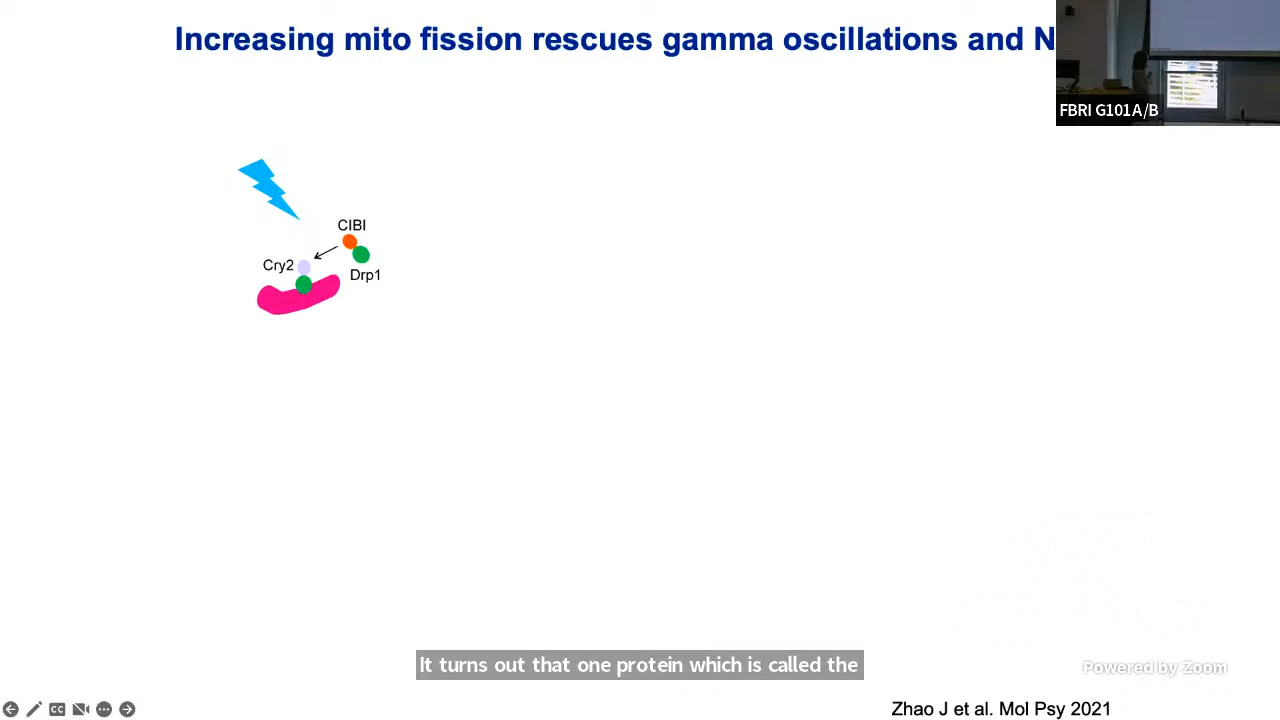 Increasing mito fission rescues gamma oscillations and N
FBRI G101A/B
CIBI
Cry2
Drp1
It turns out that one protein which is called the
Powered by Zoom
CC
Zhao J et al. Mol Psy 2021